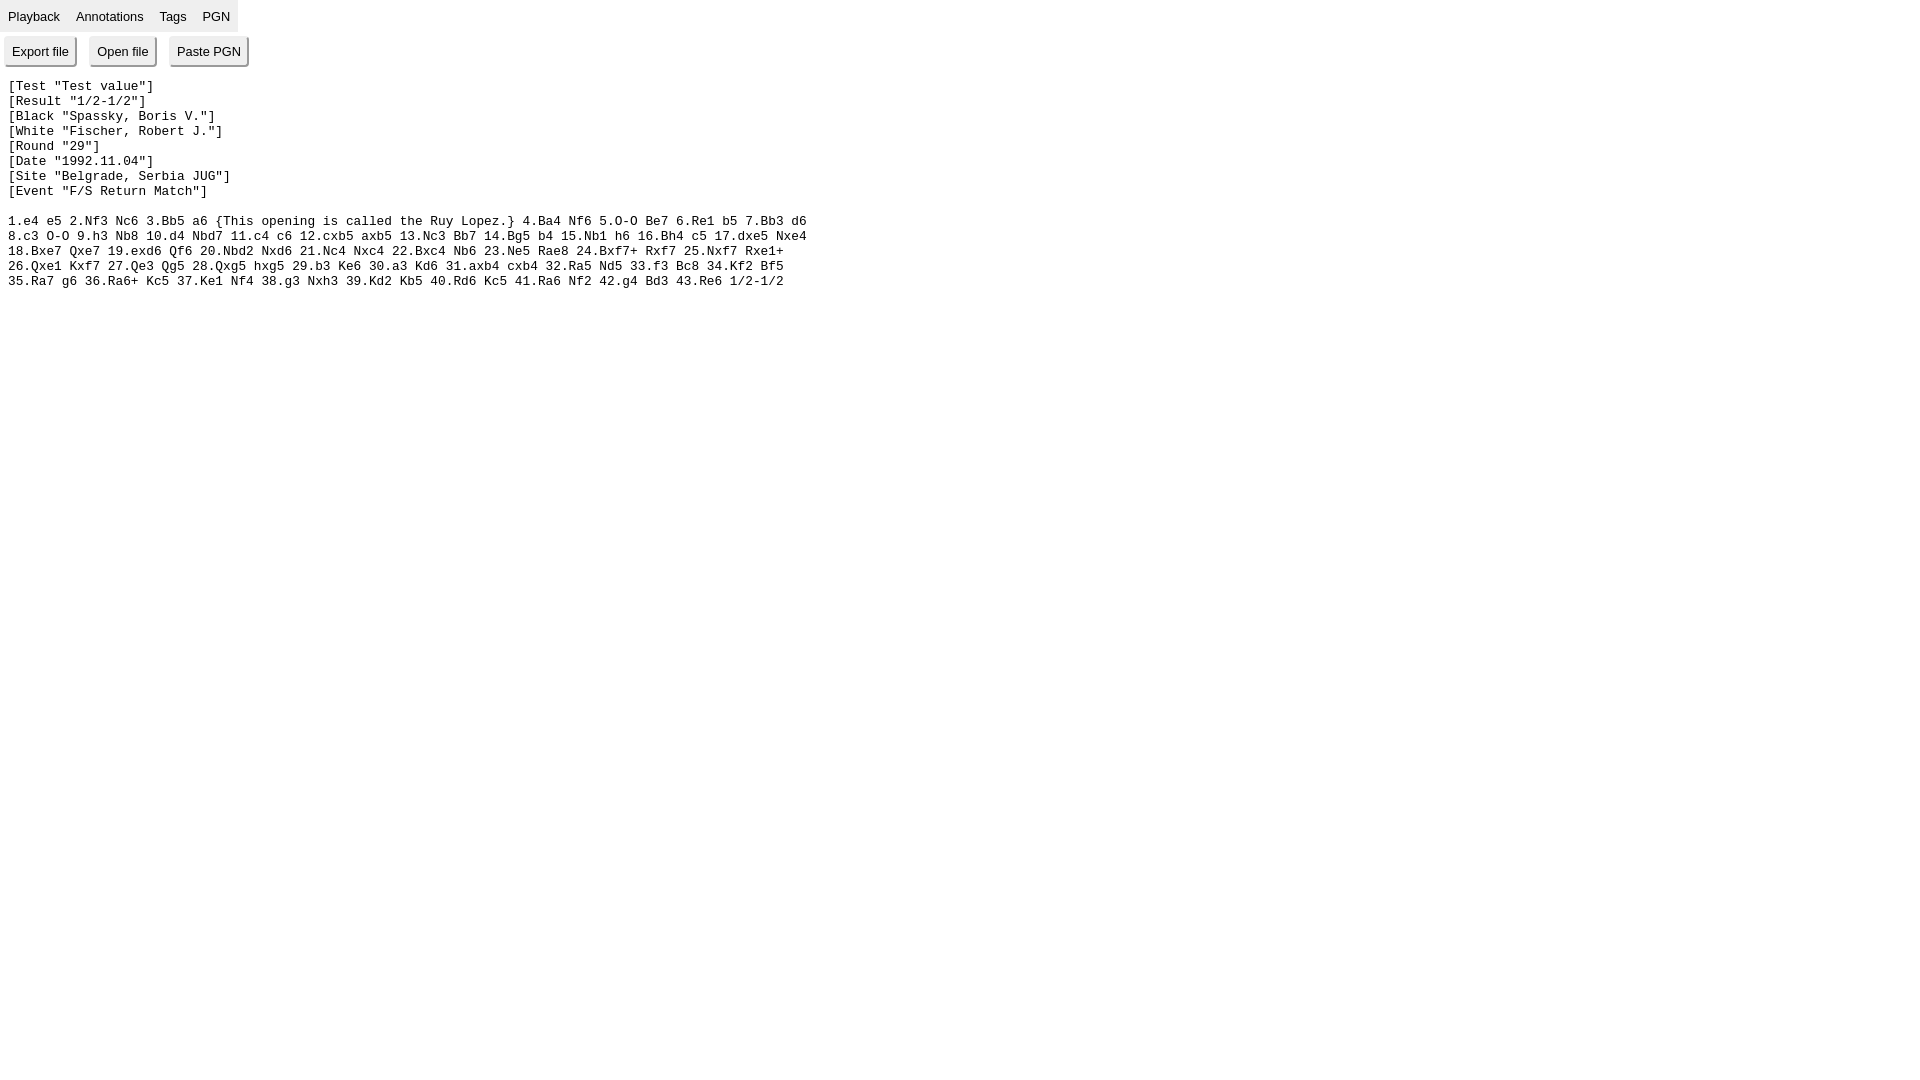 Playback Annotations Tags PGN
Export file Open file Paste PGN
[Test "Test value"]
[Result "1/2-1/2"]
[Black "Spassky, Boris V."]
[White "Fischer, Robert J."]
[Round "29"]
[Date "1992.11.04"]
[Site "Belgrade, Serbia JUG"]
[Event "F/S Return Match"]
1.e4 e5 2.Nf3 Nc6 3.Bb5 a6 {This opening is called the Ruy Lopez.} 4.Ba4 Nf6 5.O-O Be7 6.Re1 b5 7.Bb3 d6
8.c3 O-O 9.h3 Nb8 10.d4 Nbd7 11.c4 c6 12.cxb5 axb5 13.Nc3 Bb7 14.Bg5 b4 15.Nb1 h6 16.Bh4 c5 17.dxe5 Nxe4
18.Bxe7 Qxe7 19.exd6 Qf6 20.Nbd2 Nxd6 21.Nc4 Nxc4 22.Bxc4 Nb6 23.Ne5 Rae8 24.Bxf7+ Rxf7 25.Nxf7 Rxe1+
26.Qxe1 Kxf7 27.Qe3 Qg5 28.Qxg5 hxg5 29.b3 Ke6 30.a3 Kd6 31.axb4 cxb4 32.Ra5 Nd5 33.f3 Bc8 34.Kf2 Bf5
35.Ra7 g6 36.Ra6+ Kc5 37.Ke1 Nf4 38.g3 Nxh3 39.Kd2 Kb5 40.Rd6 Kc5 41.Ra6 Nf2 42.g4 Bd3 43.Re6 1/2-1/2